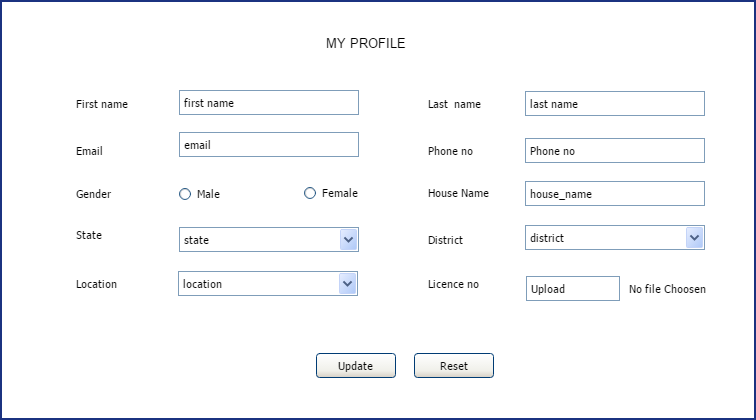 MY PROFILE
First name
first name
Last  name
last name
Email
email
Phone no
Phone no
Gender
Male
Female
House Name
house_name
State
state
District
district
Location
location
Licence no
Upload
No file Choosen
Update
Reset